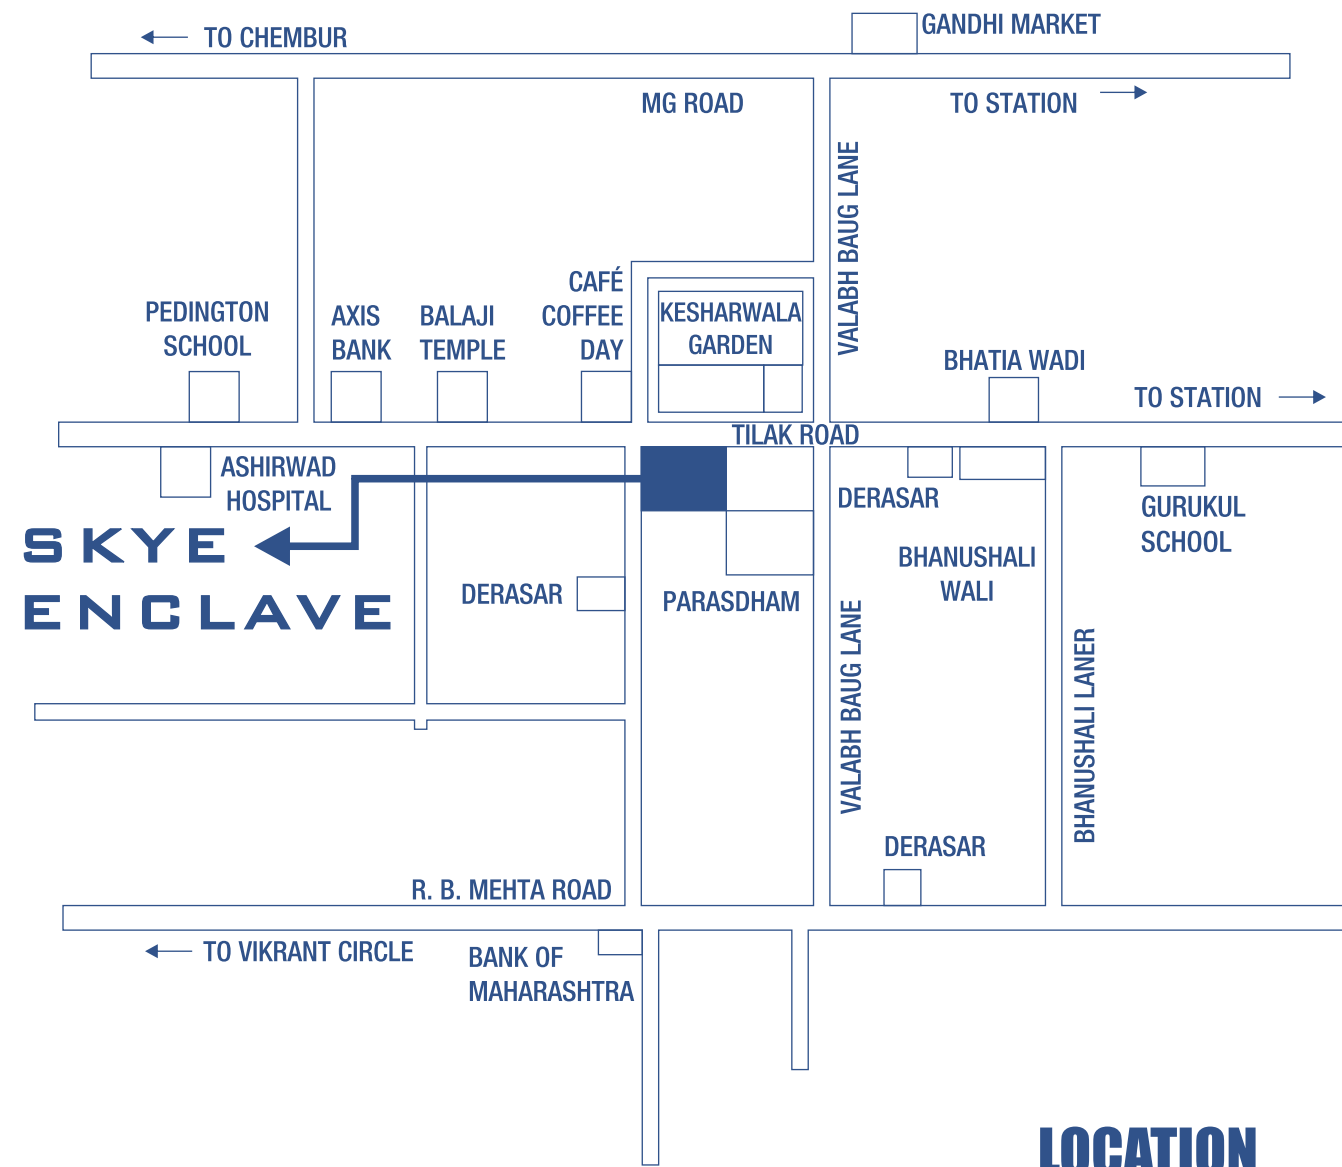 GANDHI MARKET
TO CHEMBUR
MG ROAD
TO STATION
VALABH BAUG LANE
CAFÉ
COFFEE
DAY
PEDINGTON
SCHOOL
AXIS
BANK
BALAJI
TEMPLE
KESHARWALA
GARDEN
BHATIA WADI
TO STATION
TILAK ROAD
ASHIRWAD
HOSPITAL
DERASAR
GURUKUL
SCHOOL
SKYE
ENCLAVE
BHANUSHALI
WALI
DERASAR
PARASDHAM
VALABH BAUG LANE
BHANUSHALI LANER
DERASAR
R. B. MEHTA ROAD
TO VIKRANT CIRCLE
BANK OF
MAHARASHTRA
LOCATION